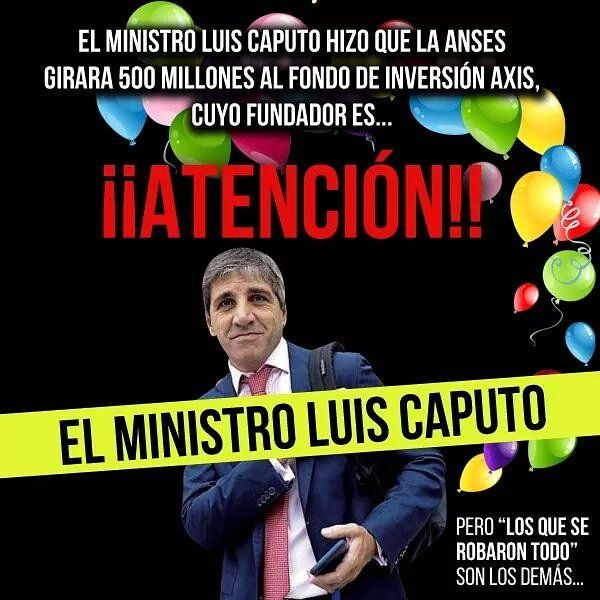 EL MINISTRO LUIS CAPUTO HIZO QUE LA ANSES
GIRARA 500 MILLONES AL FONDO DE INVERSIÓN AXIS,
CUYO FUNDADOR ES...
¡¡ATENCIÓN!!
EL MINISTRO LUIS CAPUTO
PERO “LOS QUE SE
ROBARON TODO”
SON LOS DEMÁS...